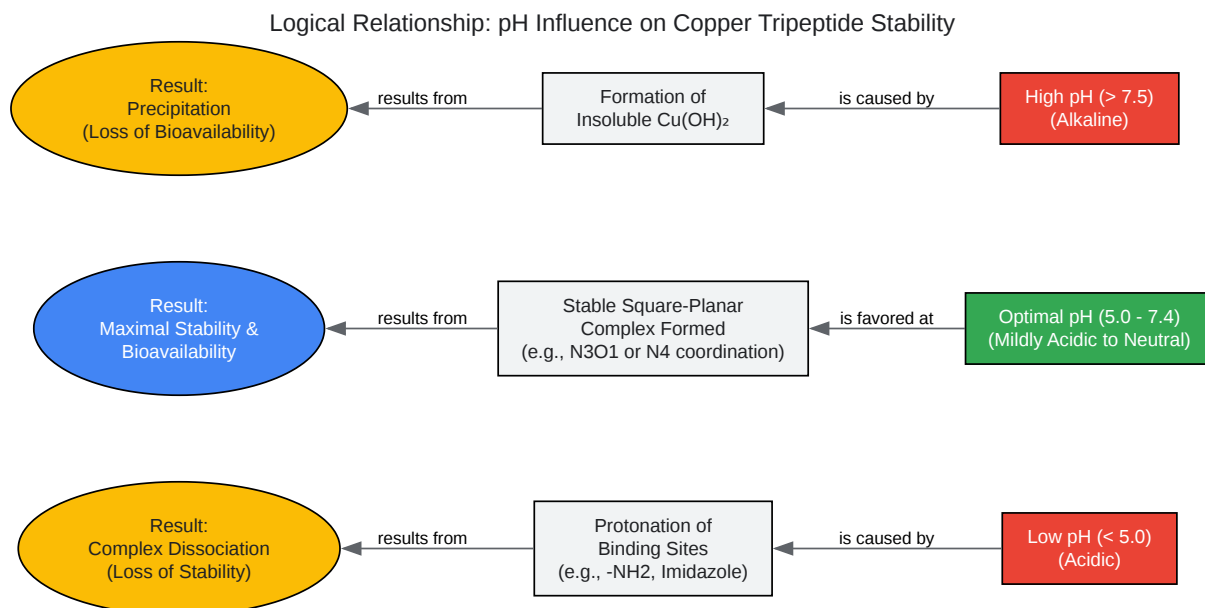 Logical Relationship: pH Influence on Copper Tripeptide Stability
Result:
Precipitation
(Loss of Bioavailability)
results from
Formation of
Insoluble Cu(OH)₂
is caused by
High pH (> 7.5)
(Alkaline)
Result:
Maximal Stability &
Bioavailability
results from
Stable Square-Planar
Complex Formed
(e.g., N3O1 or N4 coordination)
is favored at
Optimal pH (5.0 - 7.4)
(Mildly Acidic to Neutral)
Result:
Complex Dissociation
(Loss of Stability)
results from
Protonation of
Binding Sites
(e.g., -NH2, Imidazole)
is caused by
Low pH (< 5.0)
(Acidic)